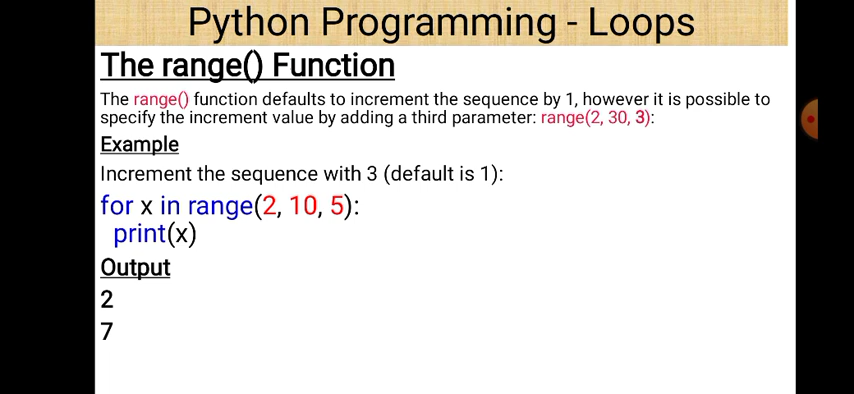 Python Programming - Loops
The range() Function
The range() function defaults to increment the sequence by 1, however it is possible to
specify the increment value by adding a third parameter: range(2, 30, 3):
Example
Increment the sequence with 3 (default is 1):
for x in range(2, 10, 5):
  print(x)
Output
2
7